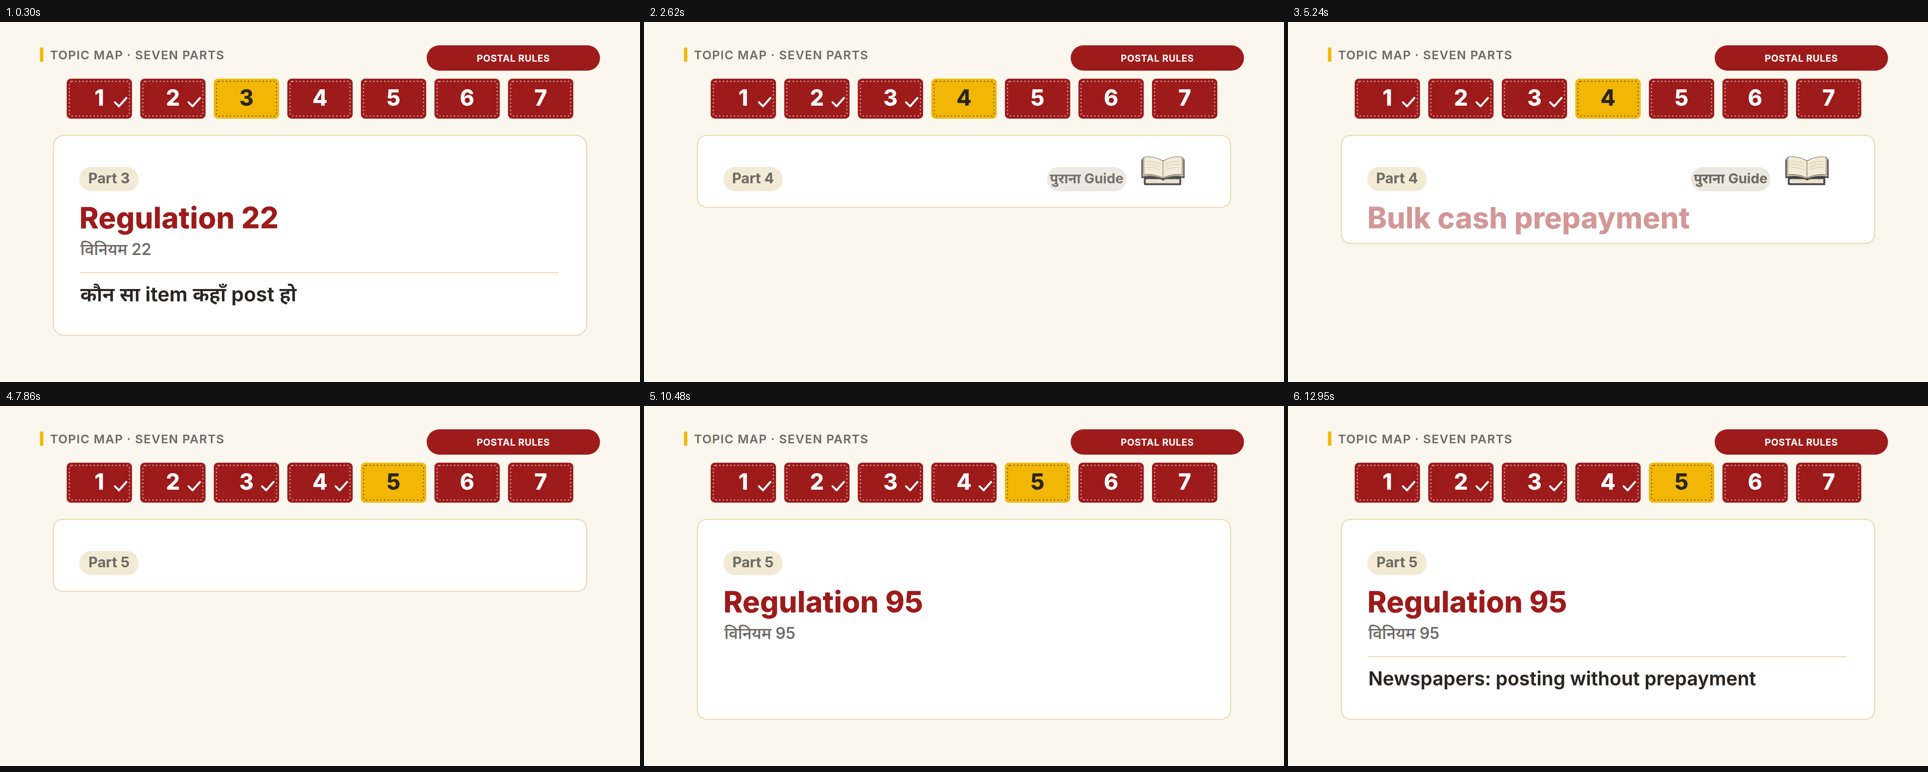 1. 0.30s
TOPIC MAP · SEVEN PARTS
POSTAL RULES
1 2 3 4 5 6 7
Part 3
Regulation 22
विनियम 22
कौन सा item कहाँ post हो
2. 2.62s
TOPIC MAP · SEVEN PARTS
POSTAL RULES
1 2 3 4 5 6 7
Part 4
पुराना Guide
3. 5.24s
TOPIC MAP · SEVEN PARTS
POSTAL RULES
1 2 3 4 5 6 7
Part 4
पुराना Guide
Bulk cash prepayment
4. 7.86s
TOPIC MAP · SEVEN PARTS
POSTAL RULES
1 2 3 4 5 6 7
Part 5
5. 10.48s
TOPIC MAP · SEVEN PARTS
POSTAL RULES
1 2 3 4 5 6 7
Part 5
Regulation 95
विनियम 95
6. 12.95s
TOPIC MAP · SEVEN PARTS
POSTAL RULES
1 2 3 4 5 6 7
Part 5
Regulation 95
विनियम 95
Newspapers: posting without prepayment